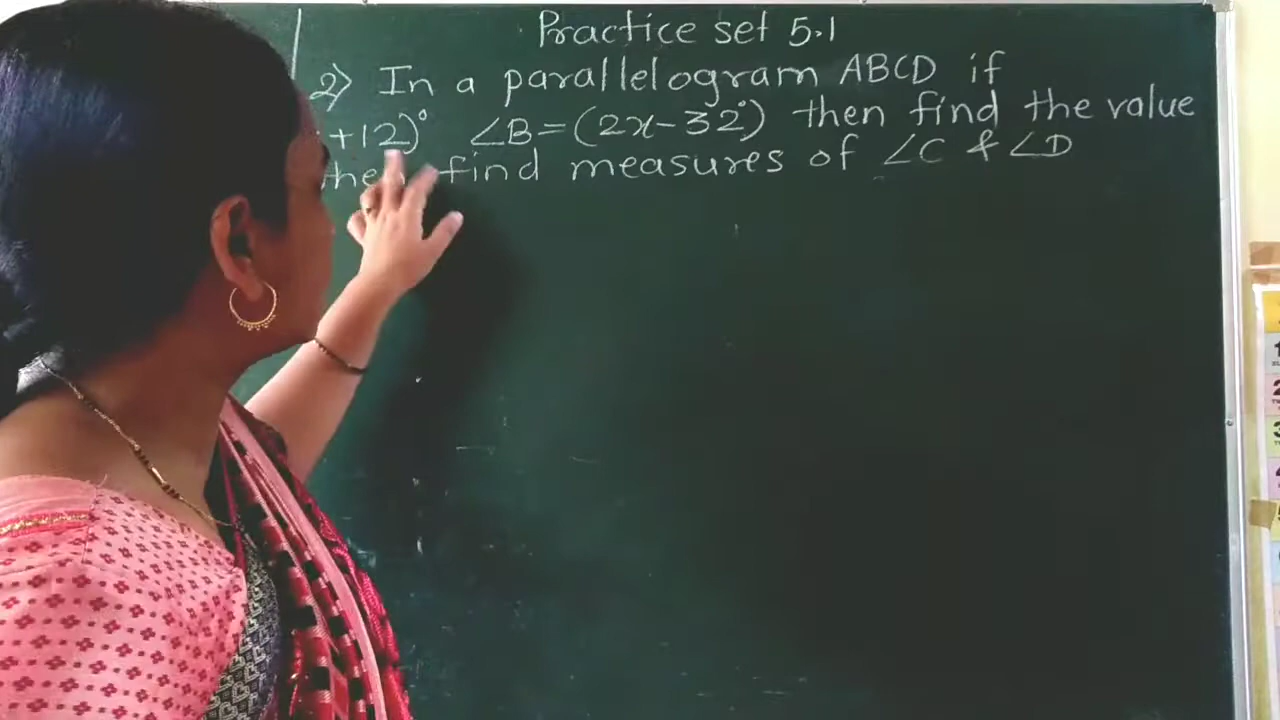 Practice set 5.1
2) In a parallelogram ABCD if
+12)° ∠B=(2x-32°) then find the value
then find measures of ∠C & ∠D